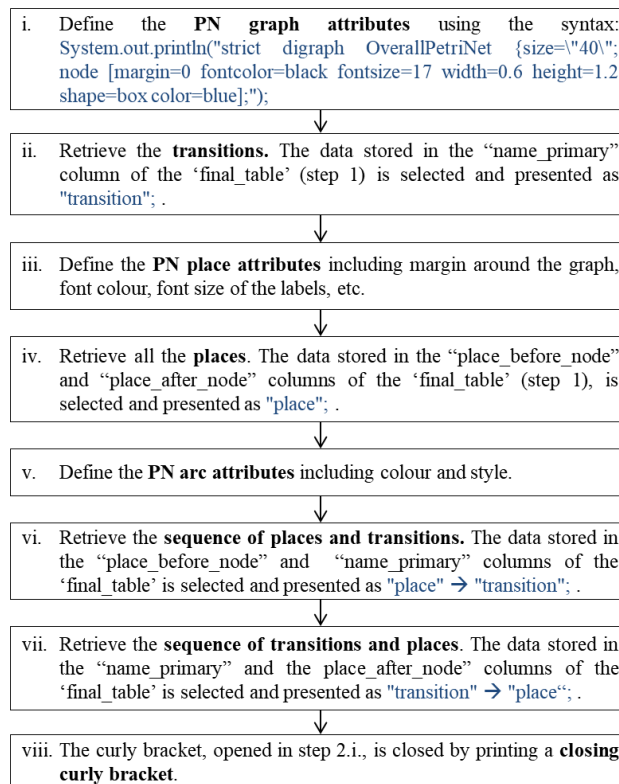 i. Define the PN graph attributes using the syntax:
System.out.println("strict digraph OverallPetriNet {size=\"40\";
node [margin=0 fontcolor=black fontsize=17 width=0.6 height=1.2
shape=box color=blue];");
ii. Retrieve the transitions. The data stored in the “name_primary”
column of the ‘final_table’ (step 1) is selected and presented as
"transition"; .
iii. Define the PN place attributes including margin around the graph,
font colour, font size of the labels, etc.
iv. Retrieve all the places. The data stored in the “place_before_node”
and “place_after_node” columns of the ‘final_table’ (step 1), is
selected and presented as "place"; .
v. Define the PN arc attributes including colour and style.
vi. Retrieve the sequence of places and transitions. The data stored in
the “place_before_node” and “name_primary” columns of the
‘final_table’ is selected and presented as "place" → "transition"; .
vii. Retrieve the sequence of transitions and places. The data stored in
the “name_primary” and the place_after_node” columns of the
‘final_table’ is selected and presented as "transition" → "place“; .
viii. The curly bracket, opened in step 2.i., is closed by printing a closing
curly bracket.